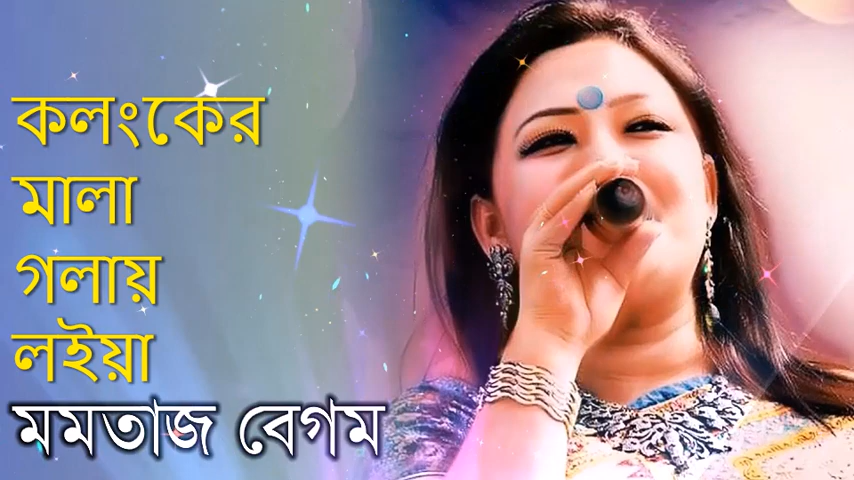 কলংকের
মালা
গলায়
লইয়া
মমতাজ বেগম